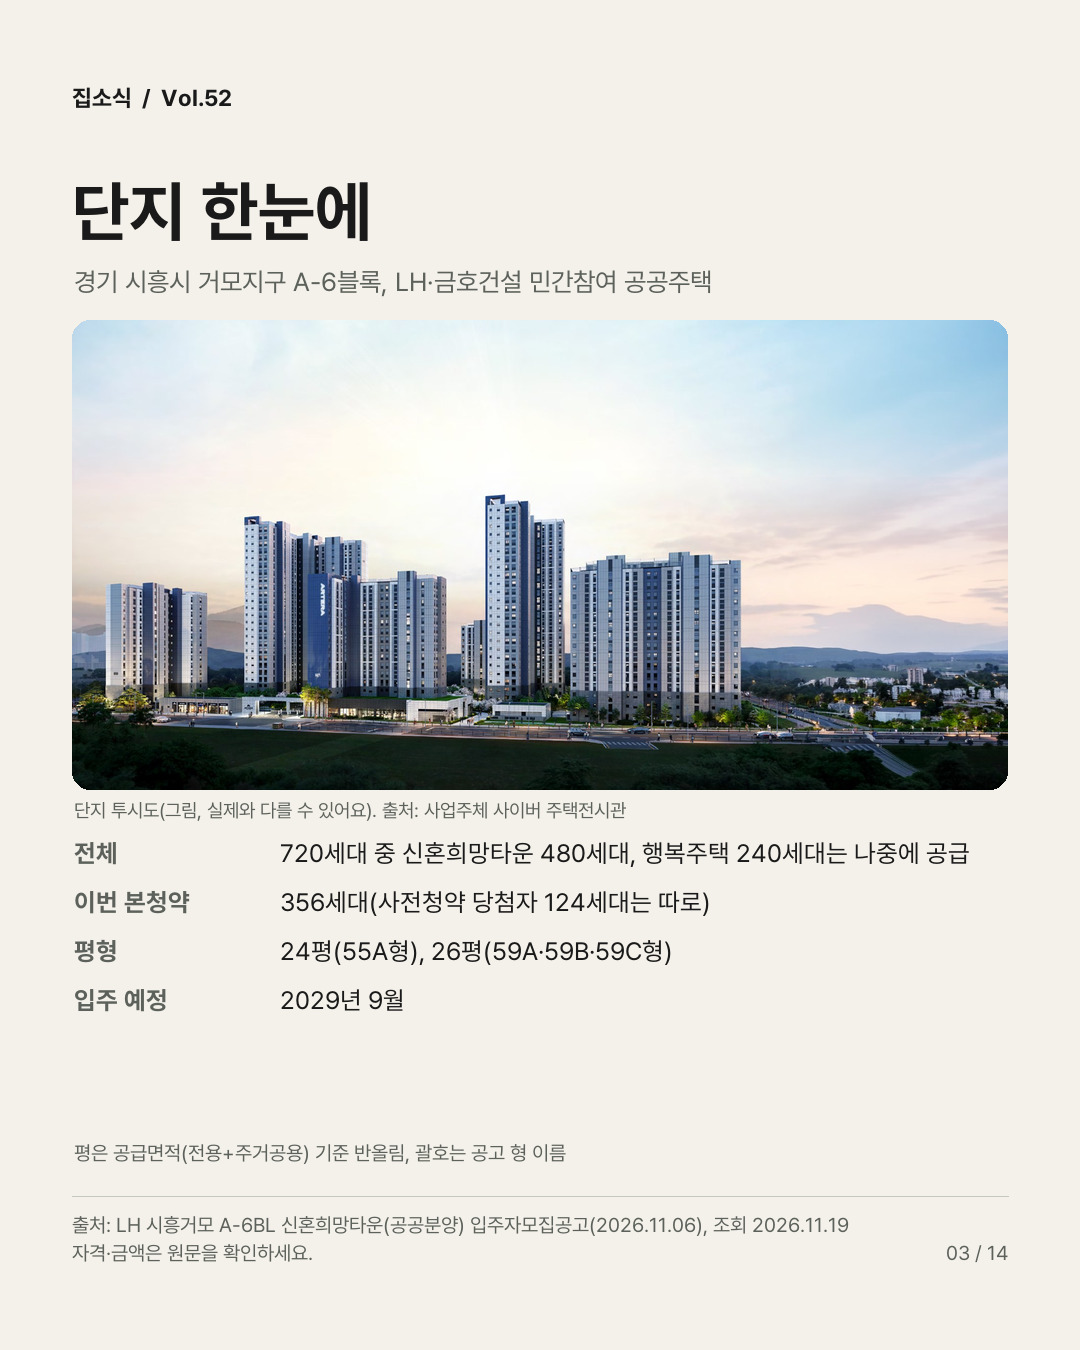 집소식 / Vol.52
단지 한눈에
경기 시흥시 거모지구 A-6블록, LH·금호건설 민간참여 공공주택
ANTERA
단지 투시도(그림, 실제와 다를 수 있어요). 출처: 사업주체 사이버 주택전시관
전체 720세대 중 신혼희망타운 480세대, 행복주택 240세대는 나중에 공급
이번 본청약 356세대(사전청약 당첨자 124세대는 따로)
평형 24평(55A형), 26평(59A·59B·59C형)
입주 예정 2029년 9월
평은 공급면적(전용+주거공용) 기준 반올림, 괄호는 공고 형 이름
출처: LH 시흥거모 A-6BL 신혼희망타운(공공분양) 입주자모집공고(2026.11.06), 조회 2026.11.19
자격·금액은 원문을 확인하세요. 03 / 14